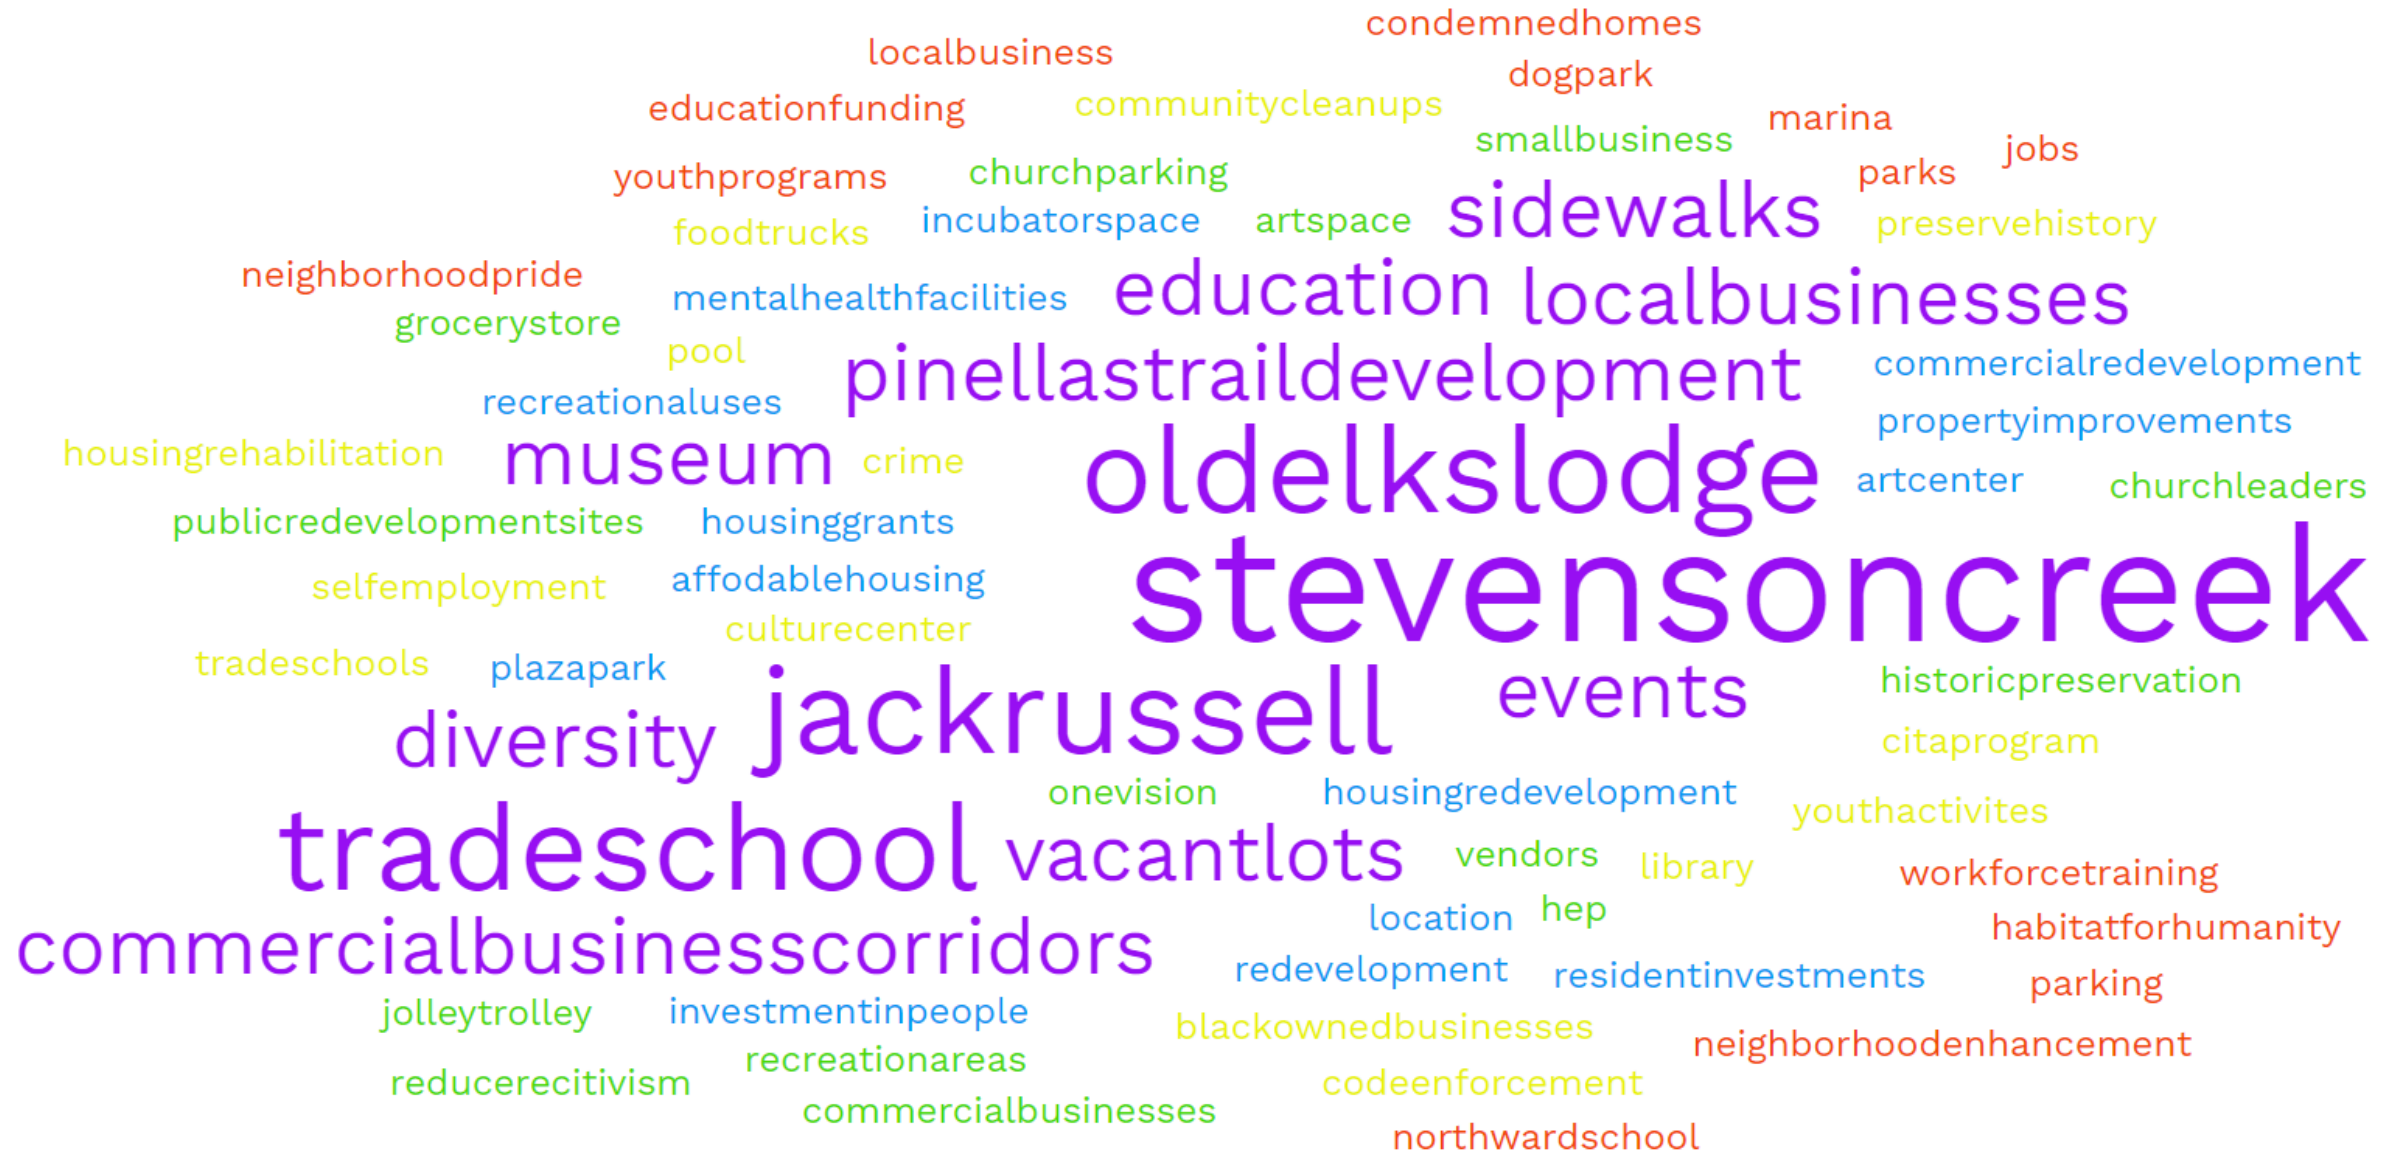 condemnedhomes
localbusiness
dogpark
educationfunding
communitycleanups
marina
smallbusiness
jobs
youthprograms
churchparking
parks
sidewalks
foodtrucks
incubatorspace
artspace
preservehistory
neighborhoodpride
mentalhealthfacilities
education
localbusinesses
grocerystore
pool
pinellastraildevelopment
commercialredevelopment
recreationaluses
propertyimprovements
housingrehabilitation
museum
crime
oldelkslodge
artcenter
churchleaders
publicredevelopmentsites
housinggrants
selfemployment
affodablehousing
stevensoncreek
culturecenter
tradeschools
plazapark
jackrussell
events
historicpreservation
diversity
citaprogram
onevision
housingredevelopment
youthactivites
tradeschool
vacantlots
vendors
library
workforcetraining
location
hep
habitatforhumanity
commercialbusinesscorridors
redevelopment
residentinvestments
parking
jolleytrolley
investmentinpeople
blackownedbusinesses
neighborhoodenhancement
recreationareas
reducerecitivism
codeenforcement
commercialbusinesses
northwardschool